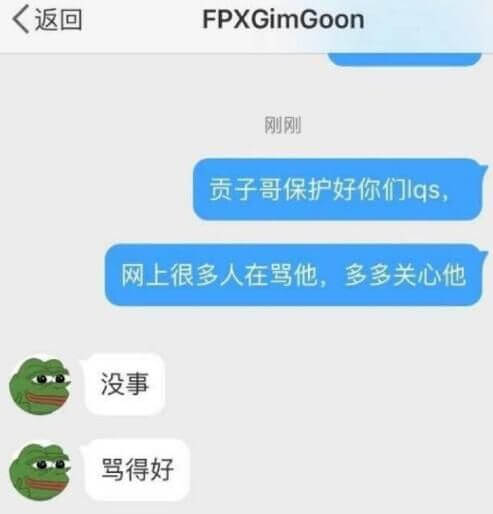 返回
FPXGimGoon
刚刚
贡子哥保护好你们lqs，
网上很多人在骂他，多多关心他
没事
骂得好